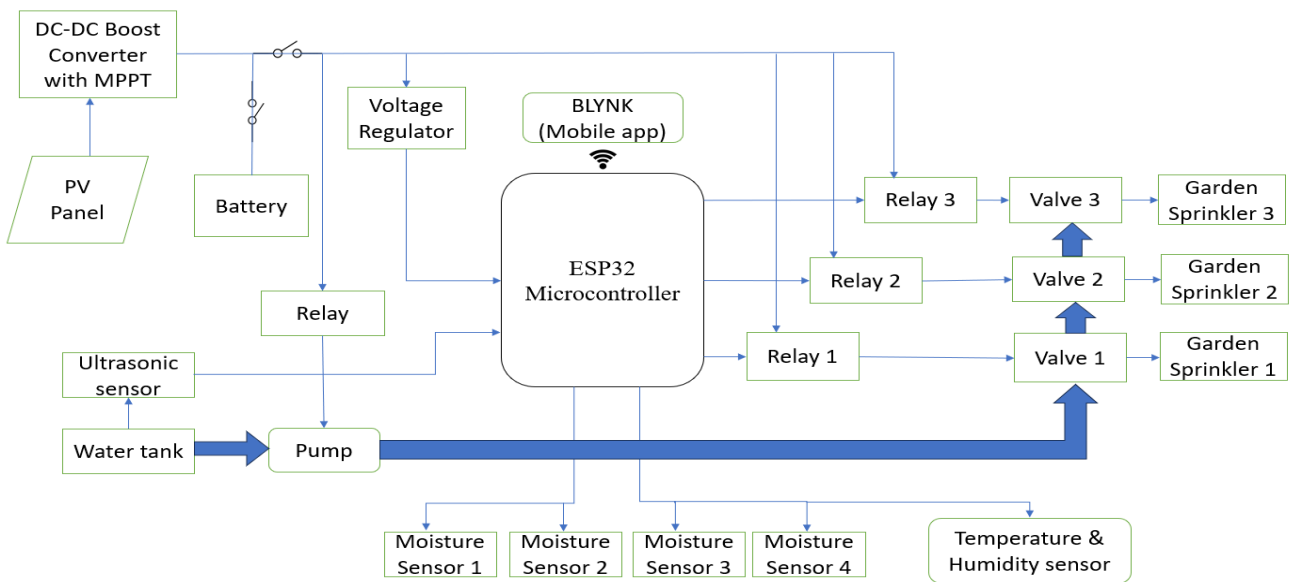 DC-DC Boost
Converter
with MPPT
Voltage
Regulator
BLYNK
(Mobile app)
PV
Panel
Battery
Relay 3
Valve 3
Garden
Sprinkler 3
ESP32
Microcontroller
Relay 2
Valve 2
Garden
Sprinkler 2
Relay
Relay 1
Valve 1
Garden
Sprinkler 1
Ultrasonic
sensor
Water tank
Pump
Moisture
Sensor 1
Moisture
Sensor 2
Moisture
Sensor 3
Moisture
Sensor 4
Temperature &
Humidity sensor